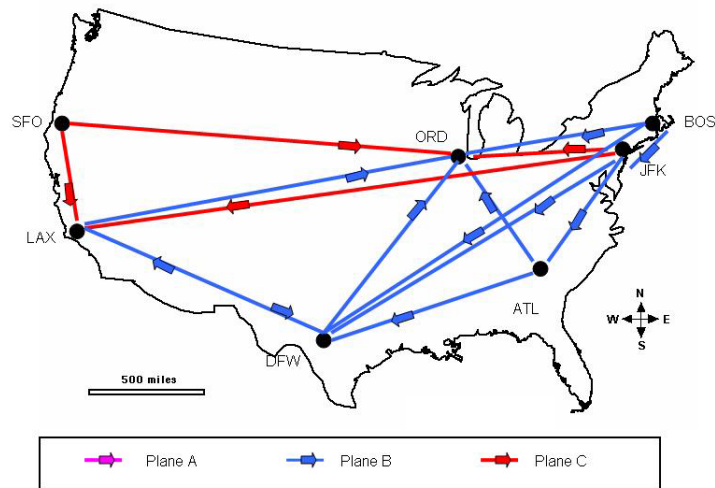 SFO
ORD
BOS
JFK
LAX
ATL
DFW
N
W E
S
500 miles
Plane A Plane B Plane C